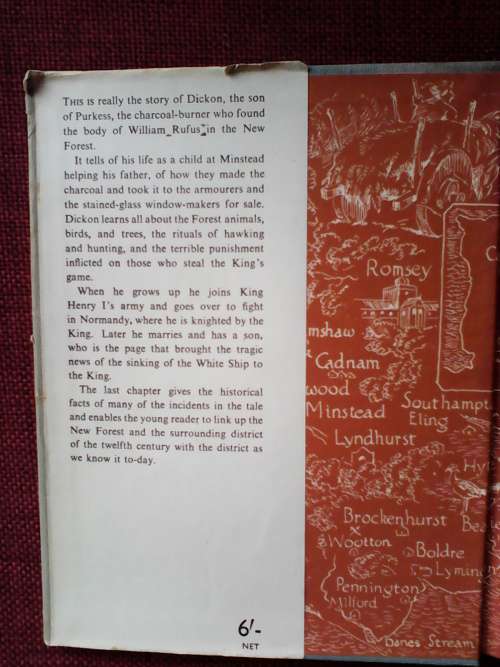 THIS is really the story of Dickon, the son
of Purkess, the charcoal-burner who found
the body of William Rufus in the New
Forest.
It tells of his life as a child at Minstead
helping his father, of how they made the
charcoal and took it to the armourers and
the stained-glass window-makers for sale.
Dickon learns all about the Forest animals,
birds, and trees, the rituals of hawking
and hunting, and the terrible punishment
inflicted on those who steal the King's
game.
When he grows up he joins King
Henry I's army and goes over to fight
in Normandy, where he is knighted by the
King. Later he marries and has a son,
who is the page that brought the tragic
news of the sinking of the White Ship to
the King.
The last chapter gives the historical
facts of many of the incidents in the tale
and enables the young reader to link up the
New Forest and the surrounding district
of the twelfth century with the district as
we know it to-day.
6/-
NET
Romsey
mshaw
Cadnam
wood
Minstead
Southampt
Eling
Lyndhurst
Hy
Brockenhurst
Bea
Wootton
Boldre
Lyming
Pennington
Milford
Danes Stream